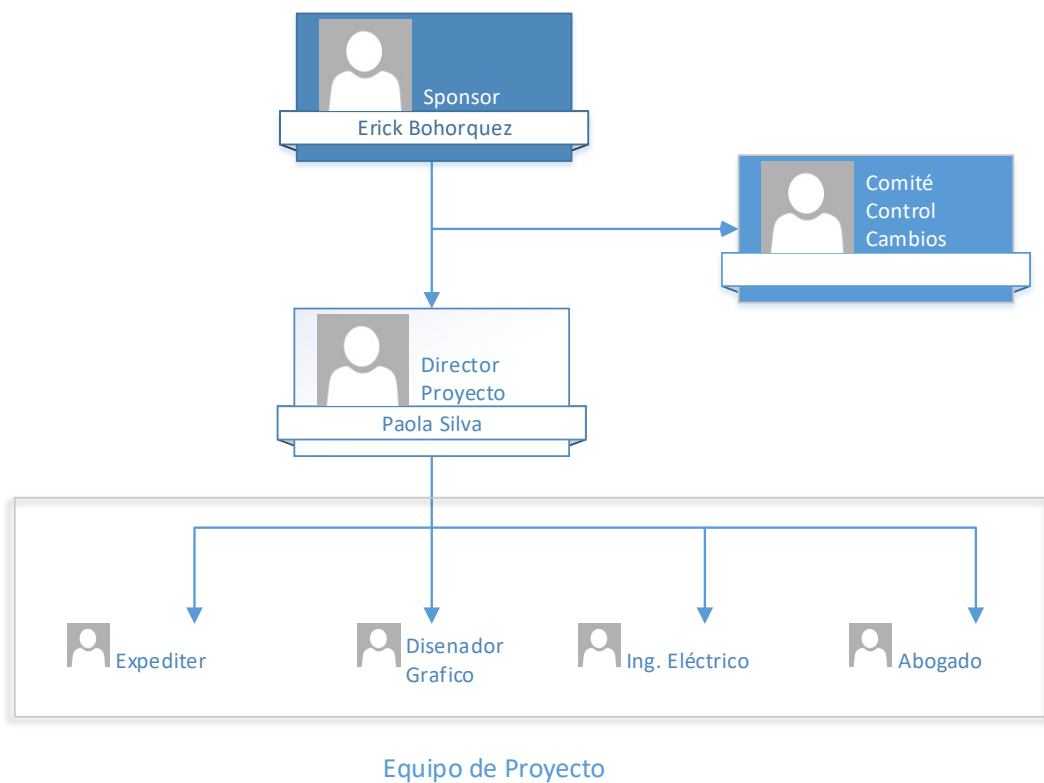 Sponsor
Erick Bohorquez
Comité
Control
Cambios
Director
Proyecto
Paola Silva
Expediter
Disenador
Grafico
Ing. Eléctrico
Abogado
Equipo de Proyecto